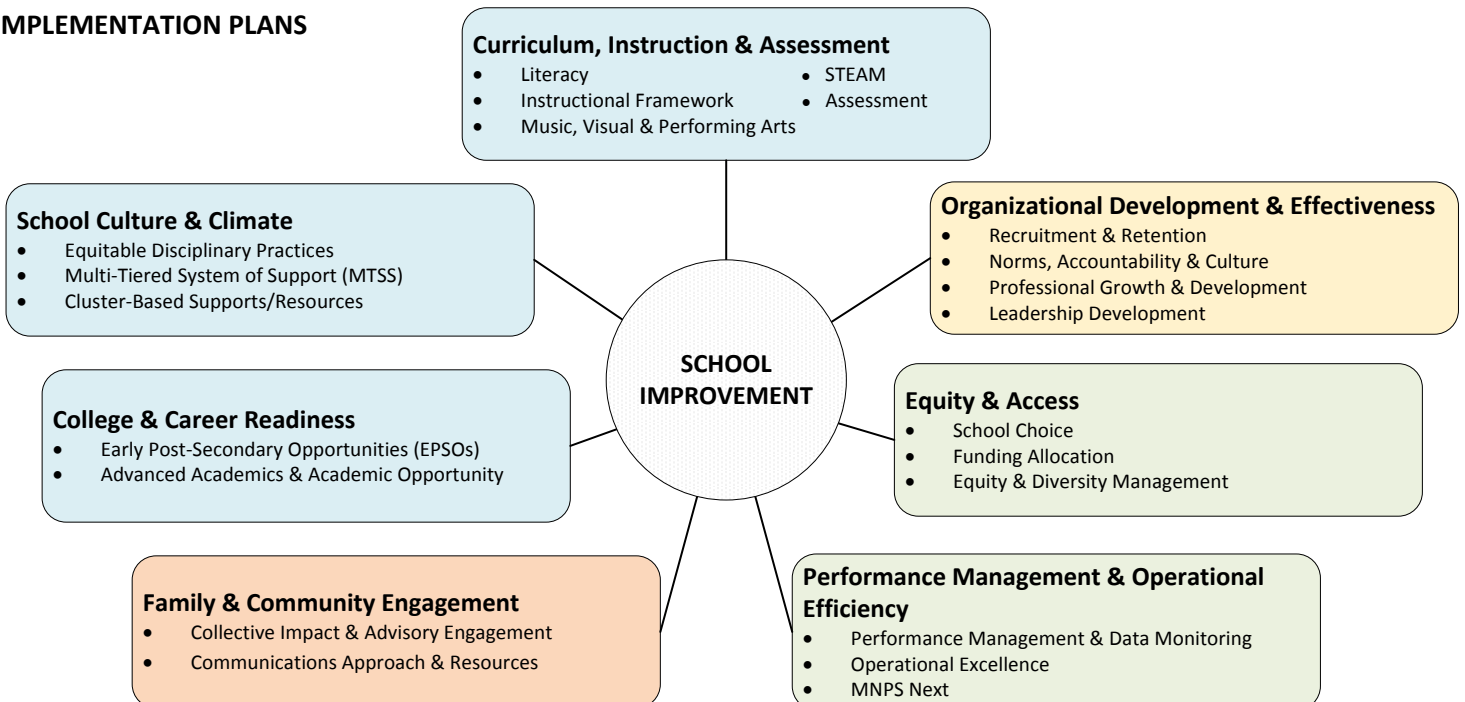 MPLEMENTATION PLANS
Curriculum, Instruction & Assessment
• Literacy
• Instructional Framework
• Music, Visual & Performing Arts
• STEAM
• Assessment
School Culture & Climate
• Equitable Disciplinary Practices
• Multi-Tiered System of Support (MTSS)
• Cluster-Based Supports/Resources
Organizational Development & Effectiveness
• Recruitment & Retention
• Norms, Accountability & Culture
• Professional Growth & Development
• Leadership Development
SCHOOL
IMPROVEMENT
College & Career Readiness
• Early Post-Secondary Opportunities (EPSOs)
• Advanced Academics & Academic Opportunity
Equity & Access
• School Choice
• Funding Allocation
• Equity & Diversity Management
Family & Community Engagement
• Collective Impact & Advisory Engagement
• Communications Approach & Resources
Performance Management & Operational
Efficiency
• Performance Management & Data Monitoring
• Operational Excellence
• MNPS Next